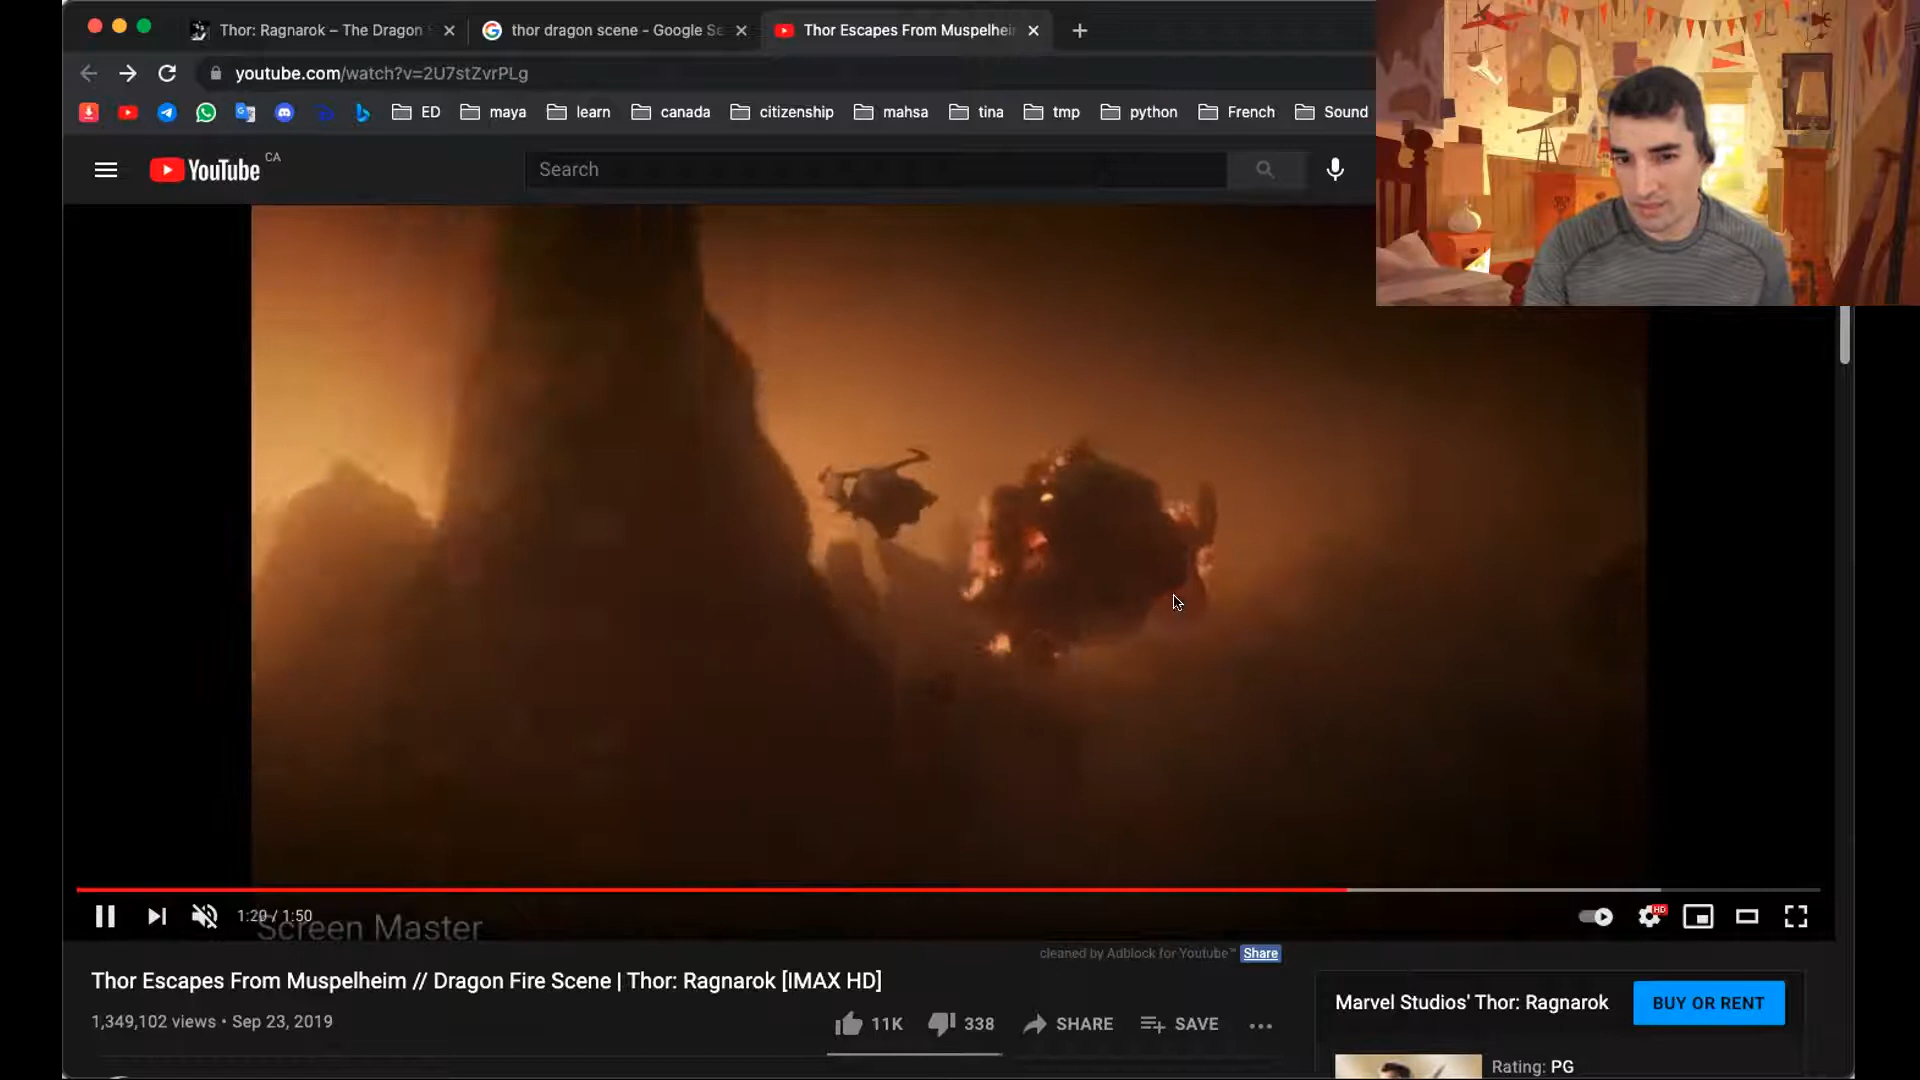 Thor: Ragnarok – The Dragon
thor dragon scene - Google Se
Thor Escapes From Muspelhei
youtube.com/watch?v=2U7stZvrPLg
ED
maya
learn
canada
citizenship
mahsa
tina
tmp
python
French
Sound
YouTube CA
Search
1:20 / 1:50
HD
Screen Master
cleaned by Adblock for Youtube™ Share
Thor Escapes From Muspelheim // Dragon Fire Scene | Thor: Ragnarok [IMAX HD]
1,349,102 views • Sep 23, 2019
11K
338
SHARE
SAVE
Marvel Studios' Thor: Ragnarok
BUY OR RENT
Rating: PG